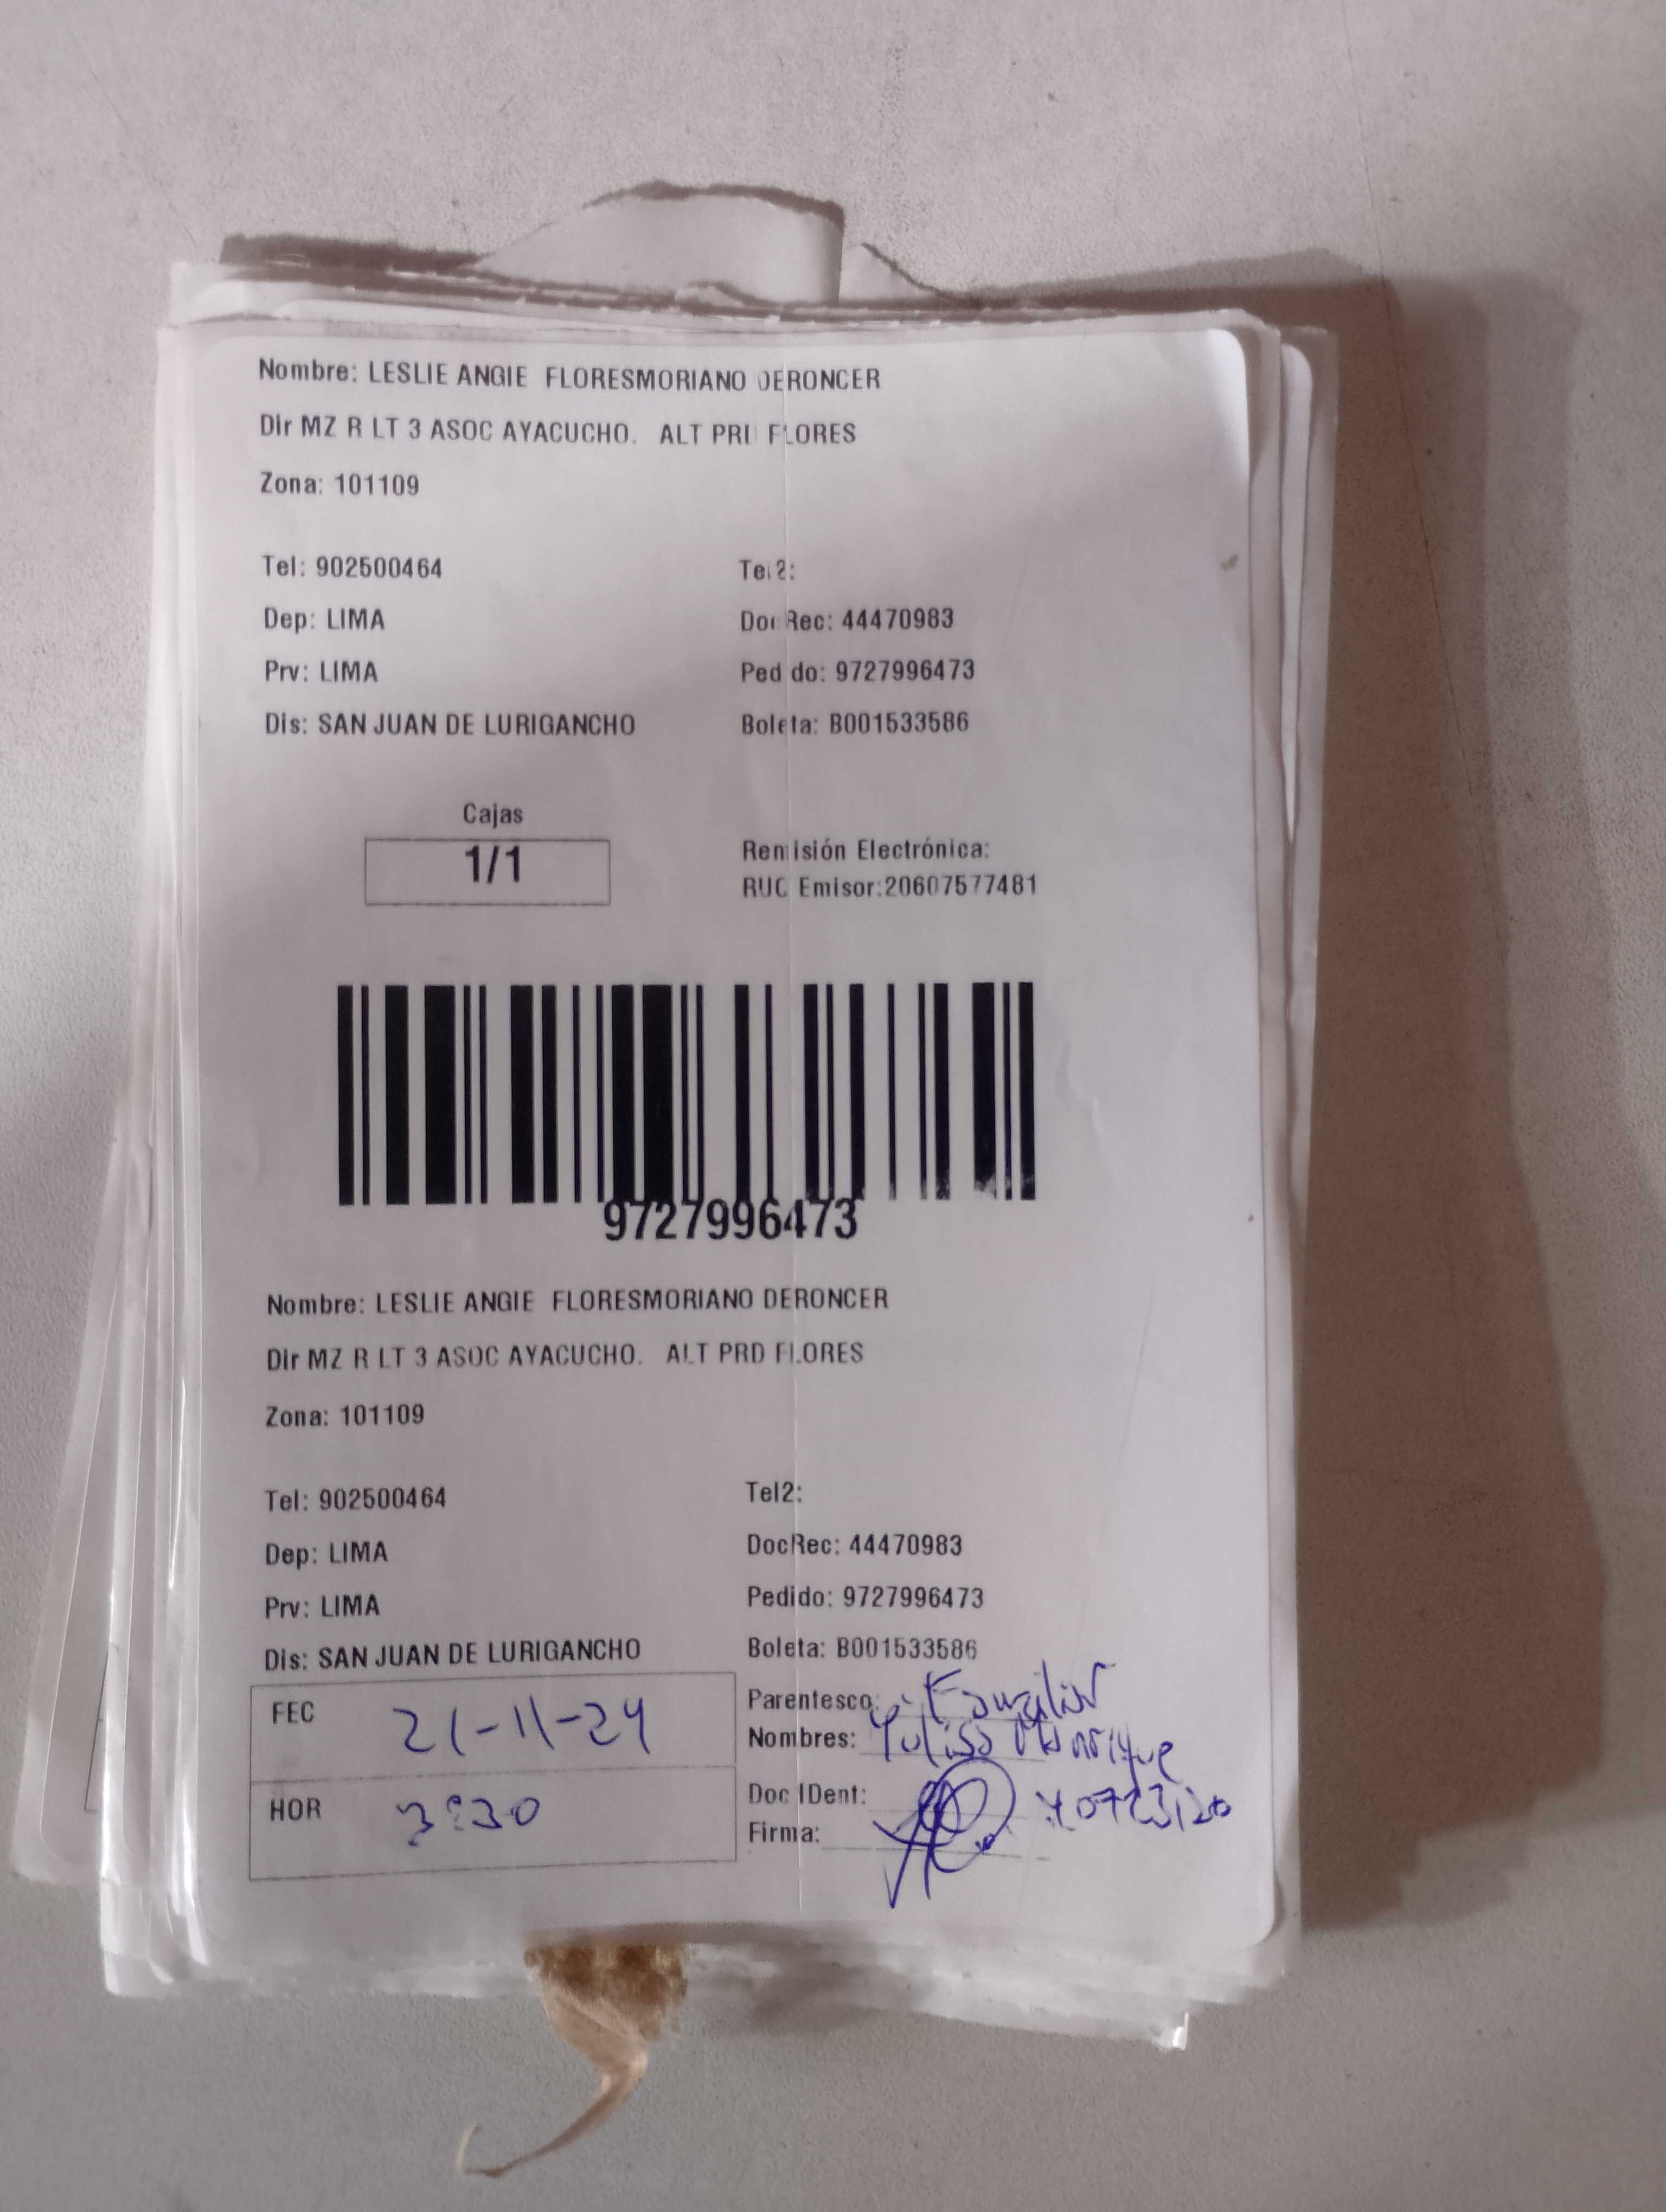 Nombre: LESLIE ANGIE FLORESMORIANO DERONCER
Dir MZ R LT 3 ASOC AYACUCHO. ALT PRD FLORES
Zona: 101109
Tel: 902500464 Tel2:
Dep: LIMA DocRec: 44470983
Prv: LIMA Pedido: 9727996473
Dis: SAN JUAN DE LURIGANCHO Boleta: B001533586
Cajas
1/1
Remisión Electrónica:
RUC Emisor:20607577481
9727996473
Nombre: LESLIE ANGIE FLORESMORIANO DERONCER
Dir MZ R LT 3 ASOC AYACUCHO. ALT PRD FLORES
Zona: 101109
Tel: 902500464 Tel2:
Dep: LIMA DocRec: 44470983
Prv: LIMA Pedido: 9727996473
Dis: SAN JUAN DE LURIGANCHO Boleta: B001533586
FEC 21-11-24 Parentesco: Familiar
Nombres: Manrique
HOR 3:30 Doc IDent:
Firma: